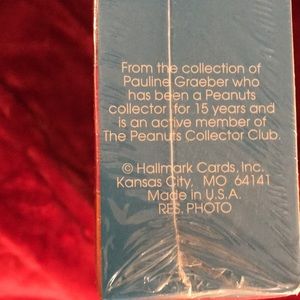 From the collection of
Pauline Graeber who
has been a Peanuts
collector for 15 years and
is an active member of
The Peanuts Collector Club.
© Hallmark Cards, Inc.
Kansas City, MO 64141
Made in U.S.A.
RES. PHOTO